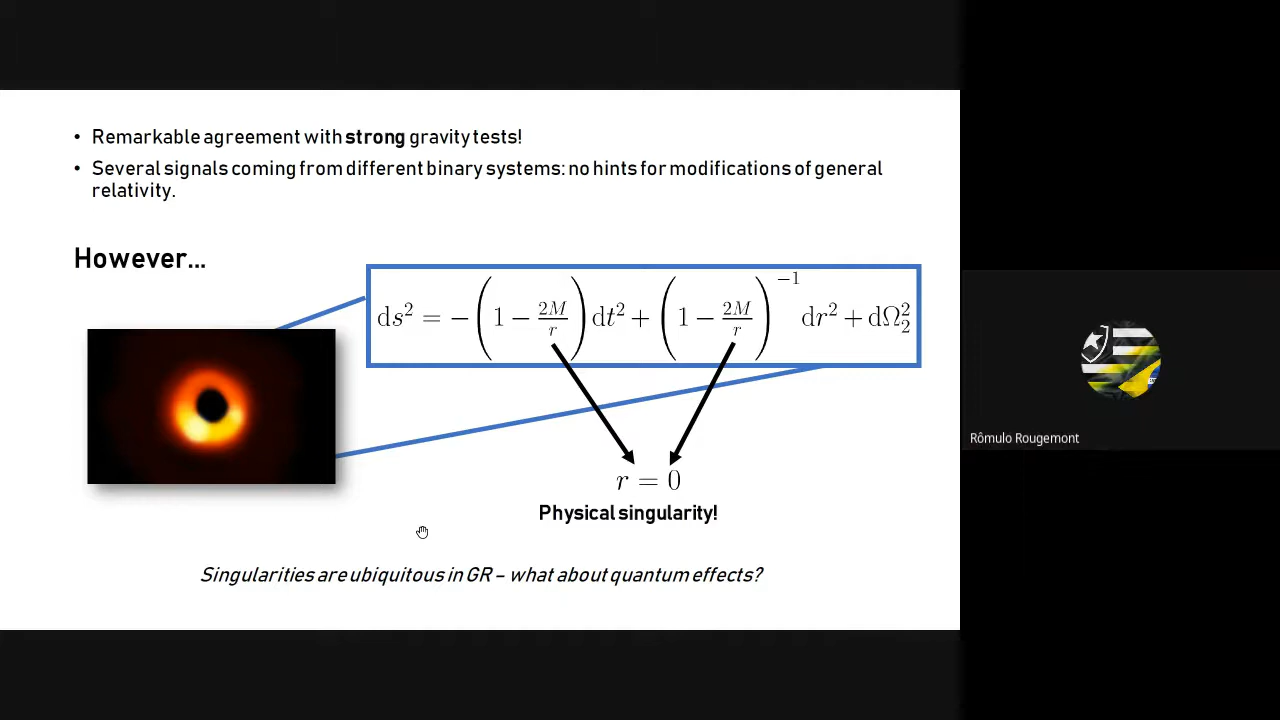 • Remarkable agreement with strong gravity tests!
• Several signals coming from different binary systems: no hints for modifications of general
relativity.
However...
ds² = −(1 − 2M/r)dt² + (1 − 2M/r)⁻¹dr² + dΩ₂²
r = 0
Physical singularity!
Singularities are ubiquitous in GR – what about quantum effects?
Rômulo Rougemont